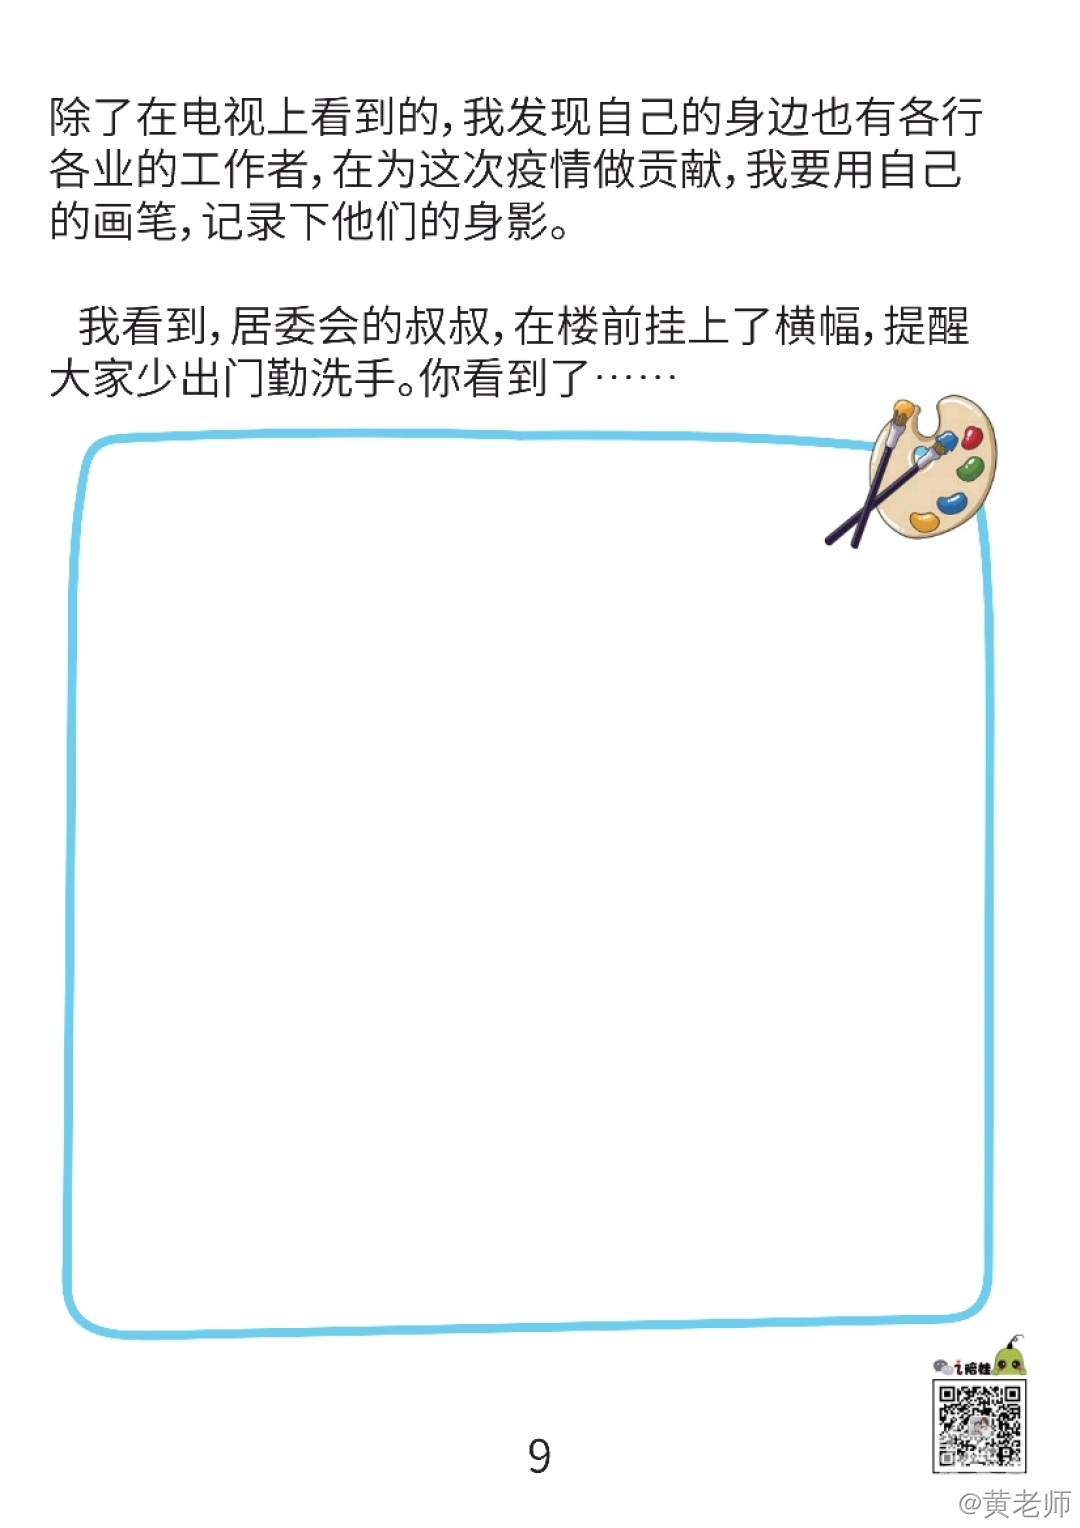 除了在电视上看到的,我发现自己的身边也有各行
各业的工作者,在为这次疫情做贡献,我要用自己
的画笔,记录下他们的身影。
我看到,居委会的叔叔,在楼前挂上了横幅,提醒
大家少出门勤洗手。你看到了……
i陪娃
9
@黄老师